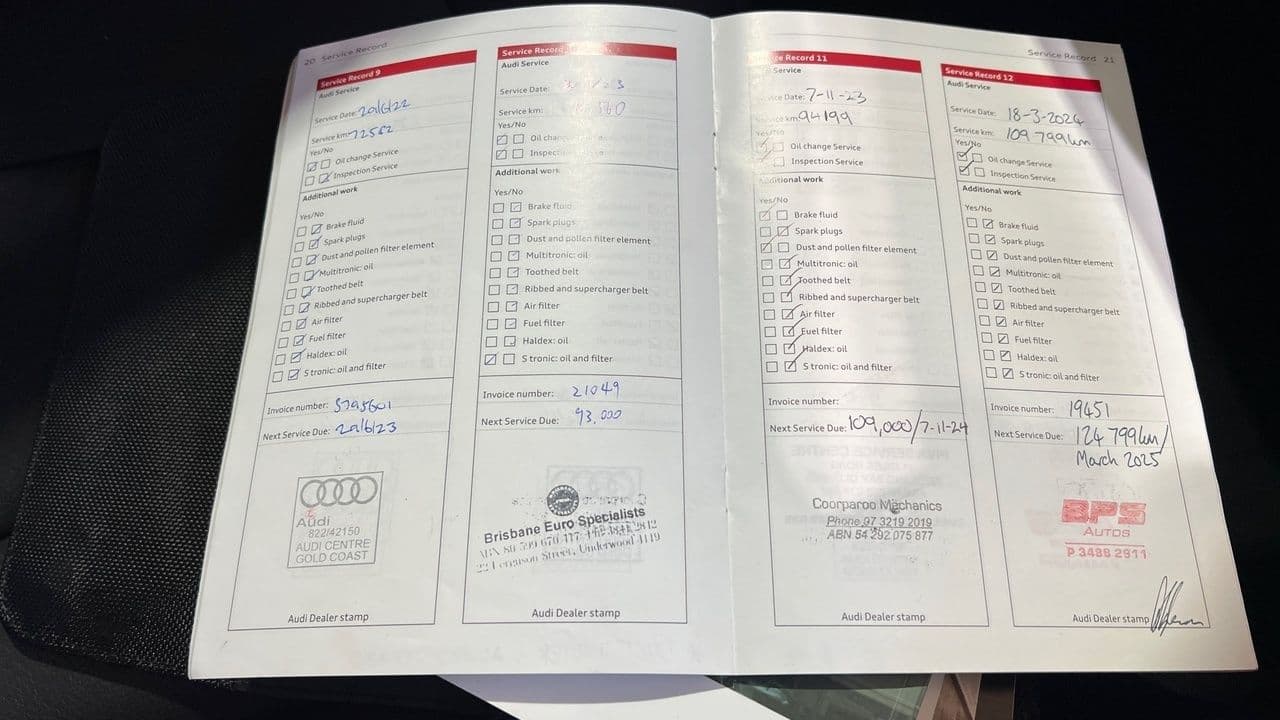 20 Service Record
Service Record 9
Audi Service
Service Date: 20/6/22
Service km: 72562
Yes/No
Oil change Service
Inspection Service
Additional work
Yes/No
Brake fluid
Spark plugs
Dust and pollen filter element
Multitronic: oil
Toothed belt
Ribbed and supercharger belt
Air filter
Fuel filter
Haldex: oil
S tronic: oil and filter
Invoice number:
Next Service Due: 20/6/23
Audi
822/42150
AUDI CENTRE
GOLD COAST
Audi Dealer stamp
Service Record
Audi Service
Service Date:
Service km:
Yes/No
Oil change
Additional work
Yes/No
Brake fluid
Spark plugs
Dust and pollen filter element
Multitronic: oil
Toothed belt
Ribbed and supercharger belt
Air filter
Fuel filter
Haldex: oil
S tronic: oil and filter
Invoice number: 21049
Next Service Due: 93,000
Brisbane Euro Specialists
22 Ferguson Street, Underwood 4119
Audi Dealer stamp
Service Record 21
Record 11
Service
Date: 7-11-23
km 94199
Yes/No
Oil change Service
Inspection Service
Additional work
Yes/No
Brake fluid
Spark plugs
Dust and pollen filter element
Multitronic: oil
Toothed belt
Ribbed and supercharger belt
Air filter
Fuel filter
Haldex: oil
S tronic: oil and filter
Invoice number:
Next Service Due: 109,000/7-11-24
Coorparoo Mechanics
Phone 07 3219 2019
ABN 54 292 075 877
Audi Dealer stamp
Service Record 12
Audi Service
Service Date: 18-3-2024
Service km: 109 799km
Yes/No
Oil change Service
Inspection Service
Additional work
Yes/No
Brake fluid
Spark plugs
Dust and pollen filter element
Multitronic: oil
Toothed belt
Ribbed and supercharger belt
Air filter
Fuel filter
Haldex: oil
S tronic: oil and filter
Invoice number: 19451
Next Service Due: 124 799km/
March 2025
BPS
AUTOS
P 3488 2911
Audi Dealer stamp